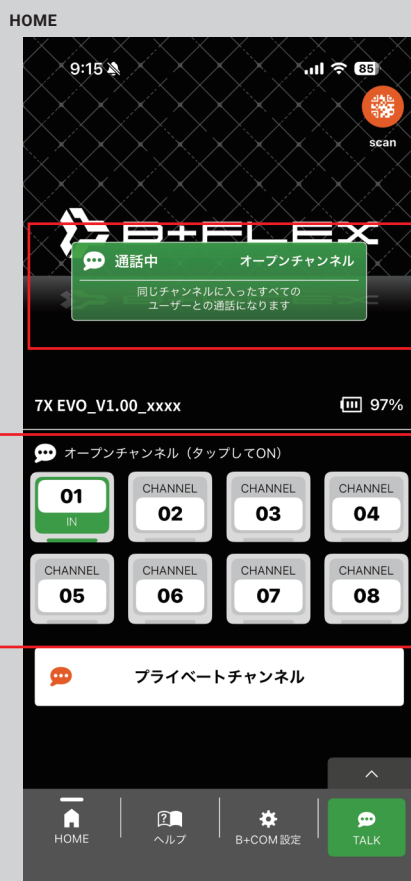 HOME
9:15
85
scan
B+FLEX
通話中 オープンチャンネル
同じチャンネルに入ったすべての
ユーザーとの通話になります
7X EVO_V1.00_xxxx 97%
オープンチャンネル（タップしてON）
01 IN
CHANNEL 02
CHANNEL 03
CHANNEL 04
CHANNEL 05
CHANNEL 06
CHANNEL 07
CHANNEL 08
プライベートチャンネル
HOME ヘルプ B+COM設定 TALK